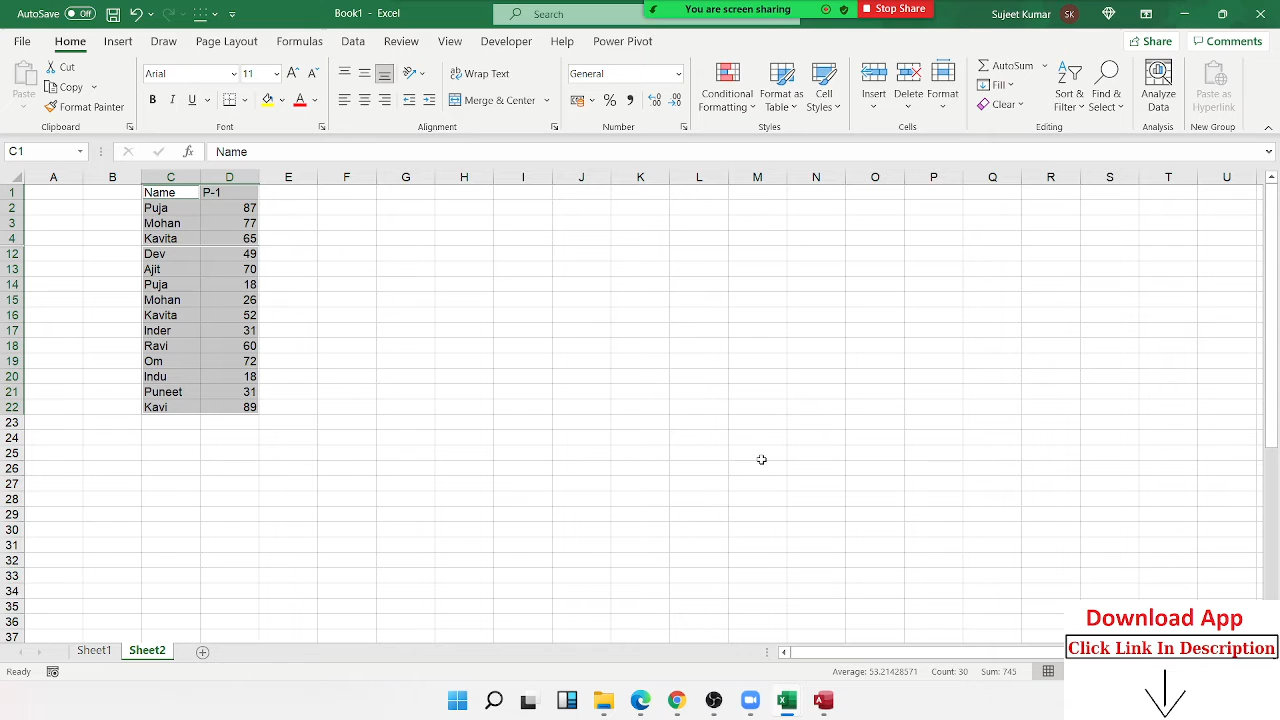 AutoSave Off Book1 - Excel Search You are screen sharing Stop Share Sujeet Kumar SK
File Home Insert Draw Page Layout Formulas Data Review View Developer Help Power Pivot Share Comments
Paste Cut Copy Format Painter Clipboard
Arial 11 B I U Font
Wrap Text Merge & Center Alignment
General % Number
Conditional Formatting Format as Table Cell Styles Styles
Insert Delete Format Cells
AutoSum Fill Clear Sort & Filter Find & Select Editing
Analyze Data Analysis
Paste as Hyperlink New Group
C1 fx Name
A B C D E F G H I J K L M N O P Q R S T U
1 Name P-1
2 Puja 87
3 Mohan 77
4 Kavita 65
12 Dev 49
13 Ajit 70
14 Puja 18
15 Mohan 26
16 Kavita 52
17 Inder 31
18 Ravi 60
19 Om 72
20 Indu 18
21 Puneet 31
22 Kavi 89
23
24
25
26
27
28
29
30
31
32
33
34
35
36
37
Download App
Click Link In Description
Sheet1 Sheet2
Ready Average: 53.21428571 Count: 30 Sum: 745